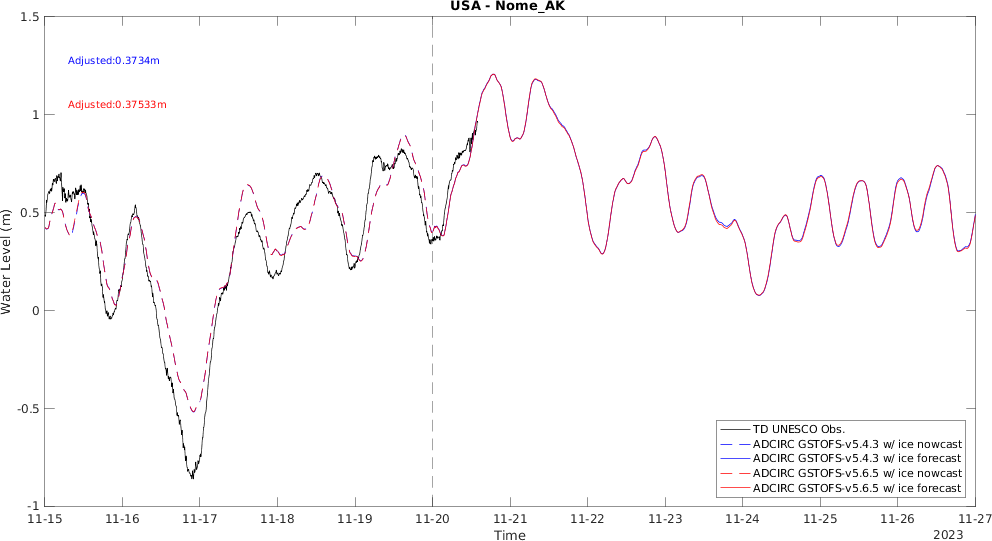 USA - Nome_AK
1.5
Adjusted:0.3734m
Adjusted:0.37533m
1
0.5
0
-0.5
-1
Water Level (m)
TD UNESCO Obs.
ADCIRC GSTOFS-v5.4.3 w/ ice nowcast
ADCIRC GSTOFS-v5.4.3 w/ ice forecast
ADCIRC GSTOFS-v5.6.5 w/ ice nowcast
ADCIRC GSTOFS-v5.6.5 w/ ice forecast
11-15 11-16 11-17 11-18 11-19 11-20 11-21 11-22 11-23 11-24 11-25 11-26 11-27
Time
2023